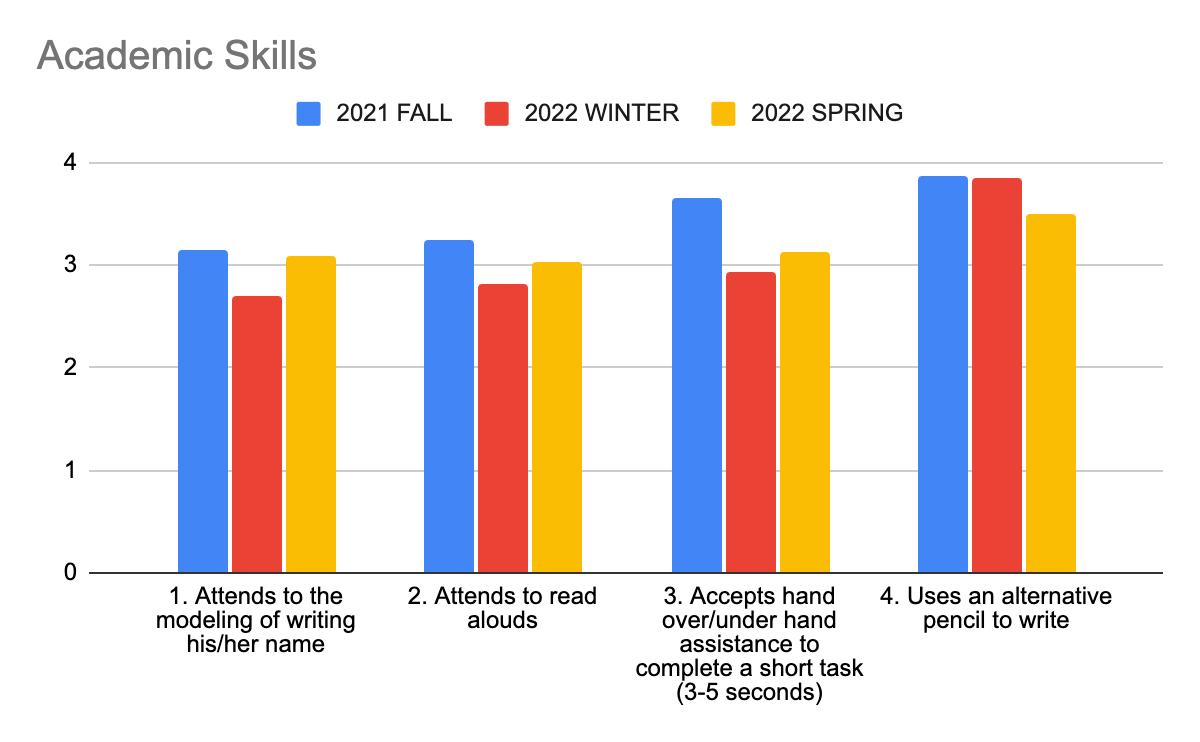 Academic Skills
2021 FALL 2022 WINTER 2022 SPRING
4
3
2
1
0
1. Attends to the
modeling of writing
his/her name
2. Attends to read
alouds
3. Accepts hand
over/under hand
assistance to
complete a short task
(3-5 seconds)
4. Uses an alternative
pencil to write